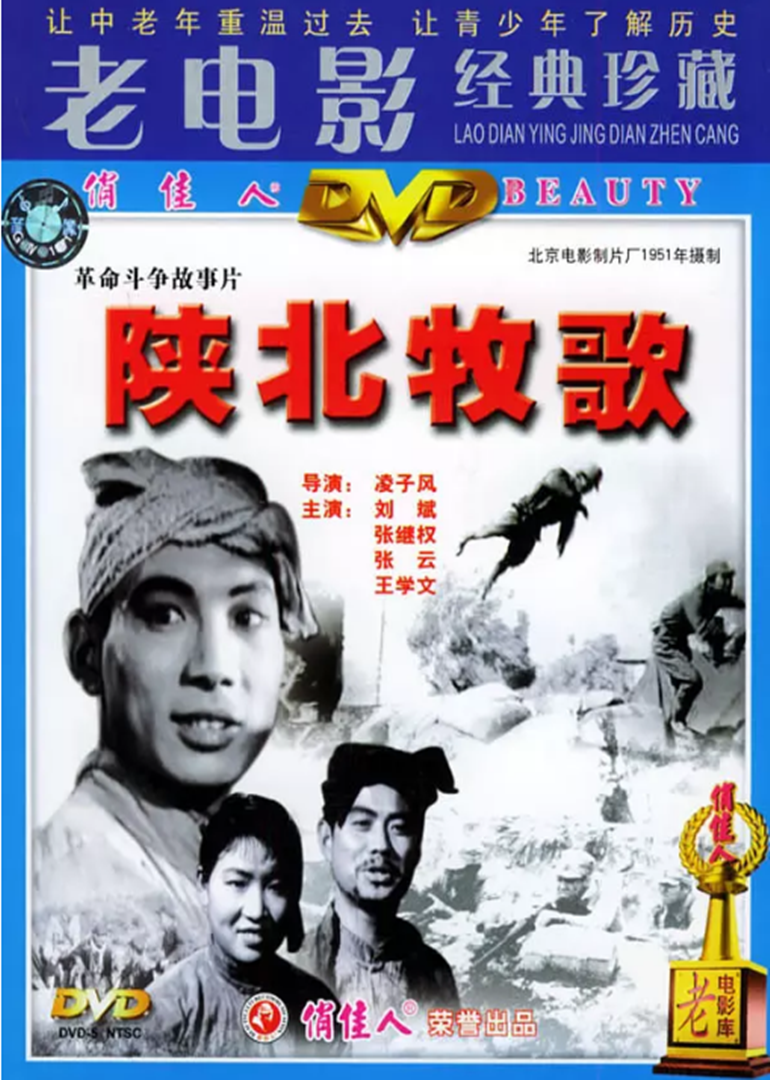 让中老年重温过去 让青少年了解历史
老电影 经典珍藏
LAO DIAN YING JING DIAN ZHEN CANG
俏佳人® DVD BEAUTY
北京电影制片厂1951年摄制
革命斗争故事片
陕北牧歌
导演： 凌子风
主演： 刘 斌
张继权
张 云
王学文
俏佳人
老电影库
DVD
DVD-5 NTSC
俏佳人® 荣誉出品